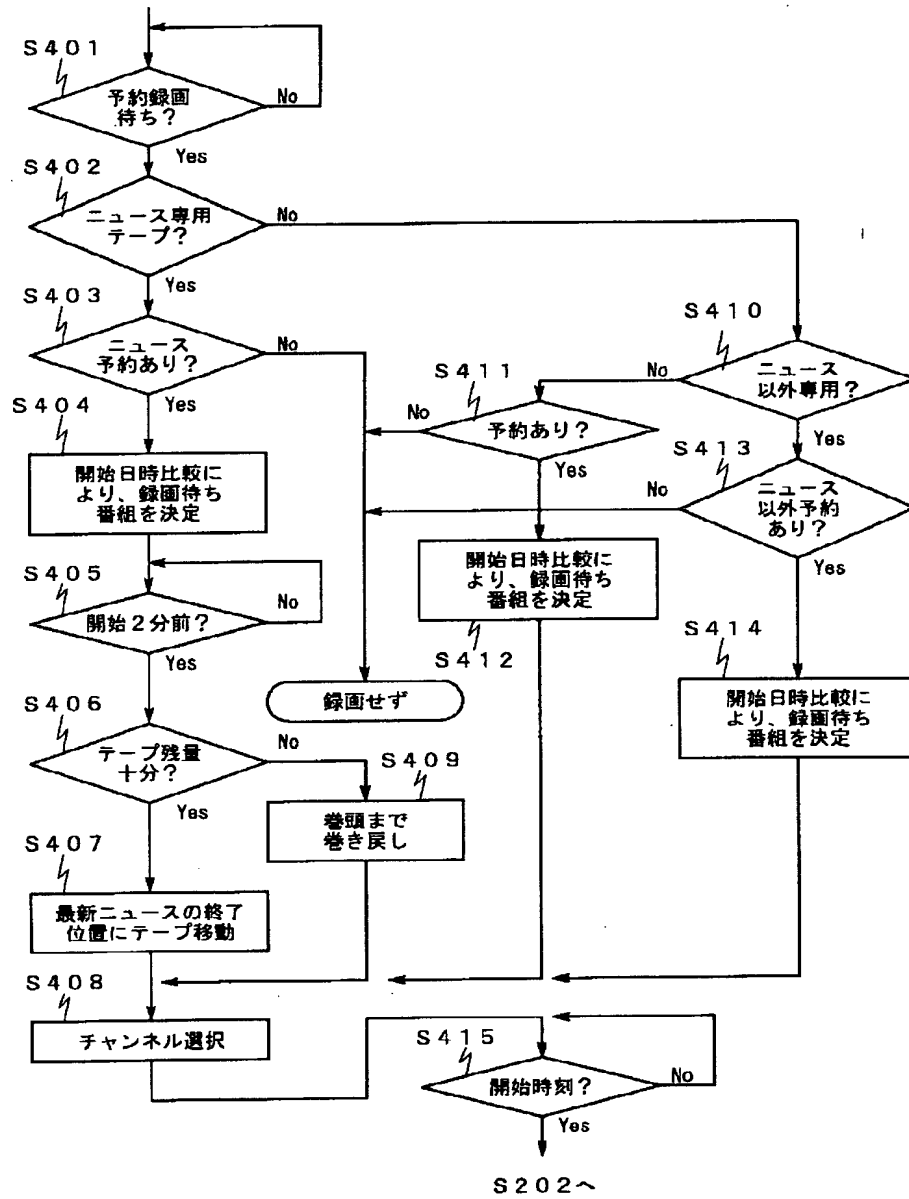 S401
予約録画
待ち?
No
Yes
S402
ニュース専用
テープ?
No
Yes
S403
ニュース
予約あり?
No
Yes
S404
開始日時比較に
より、録画待ち
番組を決定
S405
開始2分前?
No
Yes
S406
テープ残量
十分?
No
Yes
S407
最新ニュースの終了
位置にテープ移動
S408
チャンネル選択
S409
巻頭まで
巻き戻し
録画せず
S410
ニュース
以外専用?
No
Yes
S411
予約あり?
No
Yes
S412
開始日時比較に
より、録画待ち
番組を決定
S413
ニュース
以外予約
あり?
No
Yes
S414
開始日時比較に
より、録画待ち
番組を決定
S415
開始時刻?
No
Yes
S202へ